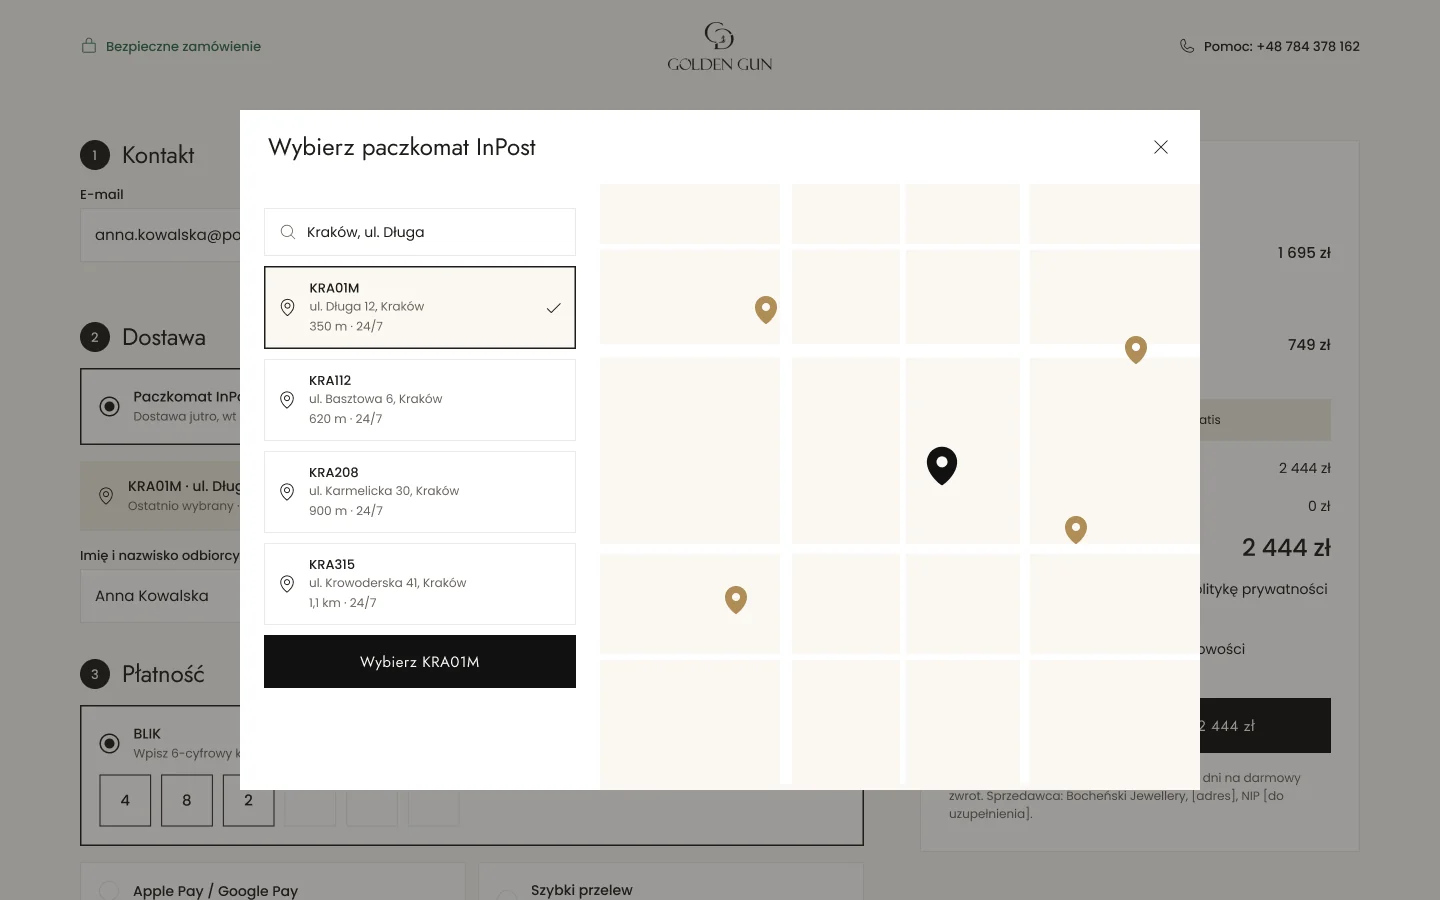 Bezpieczne zamówienie
GOLDEN GUN
Pomoc: +48 784 378 162
Wybierz paczkomat InPost
Kraków, ul. Długa
KRA01M
ul. Długa 12, Kraków
350 m · 24/7
KRA112
ul. Basztowa 6, Kraków
620 m · 24/7
KRA208
ul. Karmelicka 30, Kraków
900 m · 24/7
KRA315
ul. Krowoderska 41, Kraków
1,1 km · 24/7
Wybierz KRA01M
1 Kontakt
E-mail
anna.kowalska@po
2 Dostawa
Paczkomat InPo
Dostawa jutro, wt
KRA01M · ul. Dług
Ostatnio wybrany ·
Imię i nazwisko odbiorcy
Anna Kowalska
3 Płatność
BLIK
Wpisz 6-cyfrowy k
4 8 2
Apple Pay / Google Pay
Szybki przelew
1 695 zł
749 zł
atis
2 444 zł
0 zł
2 444 zł
litykę prywatności
owości
2 444 zł
dni na darmowy
zwrot. Sprzedawca: Bocheński Jewellery, [adres], NIP [do
uzupełnienia].